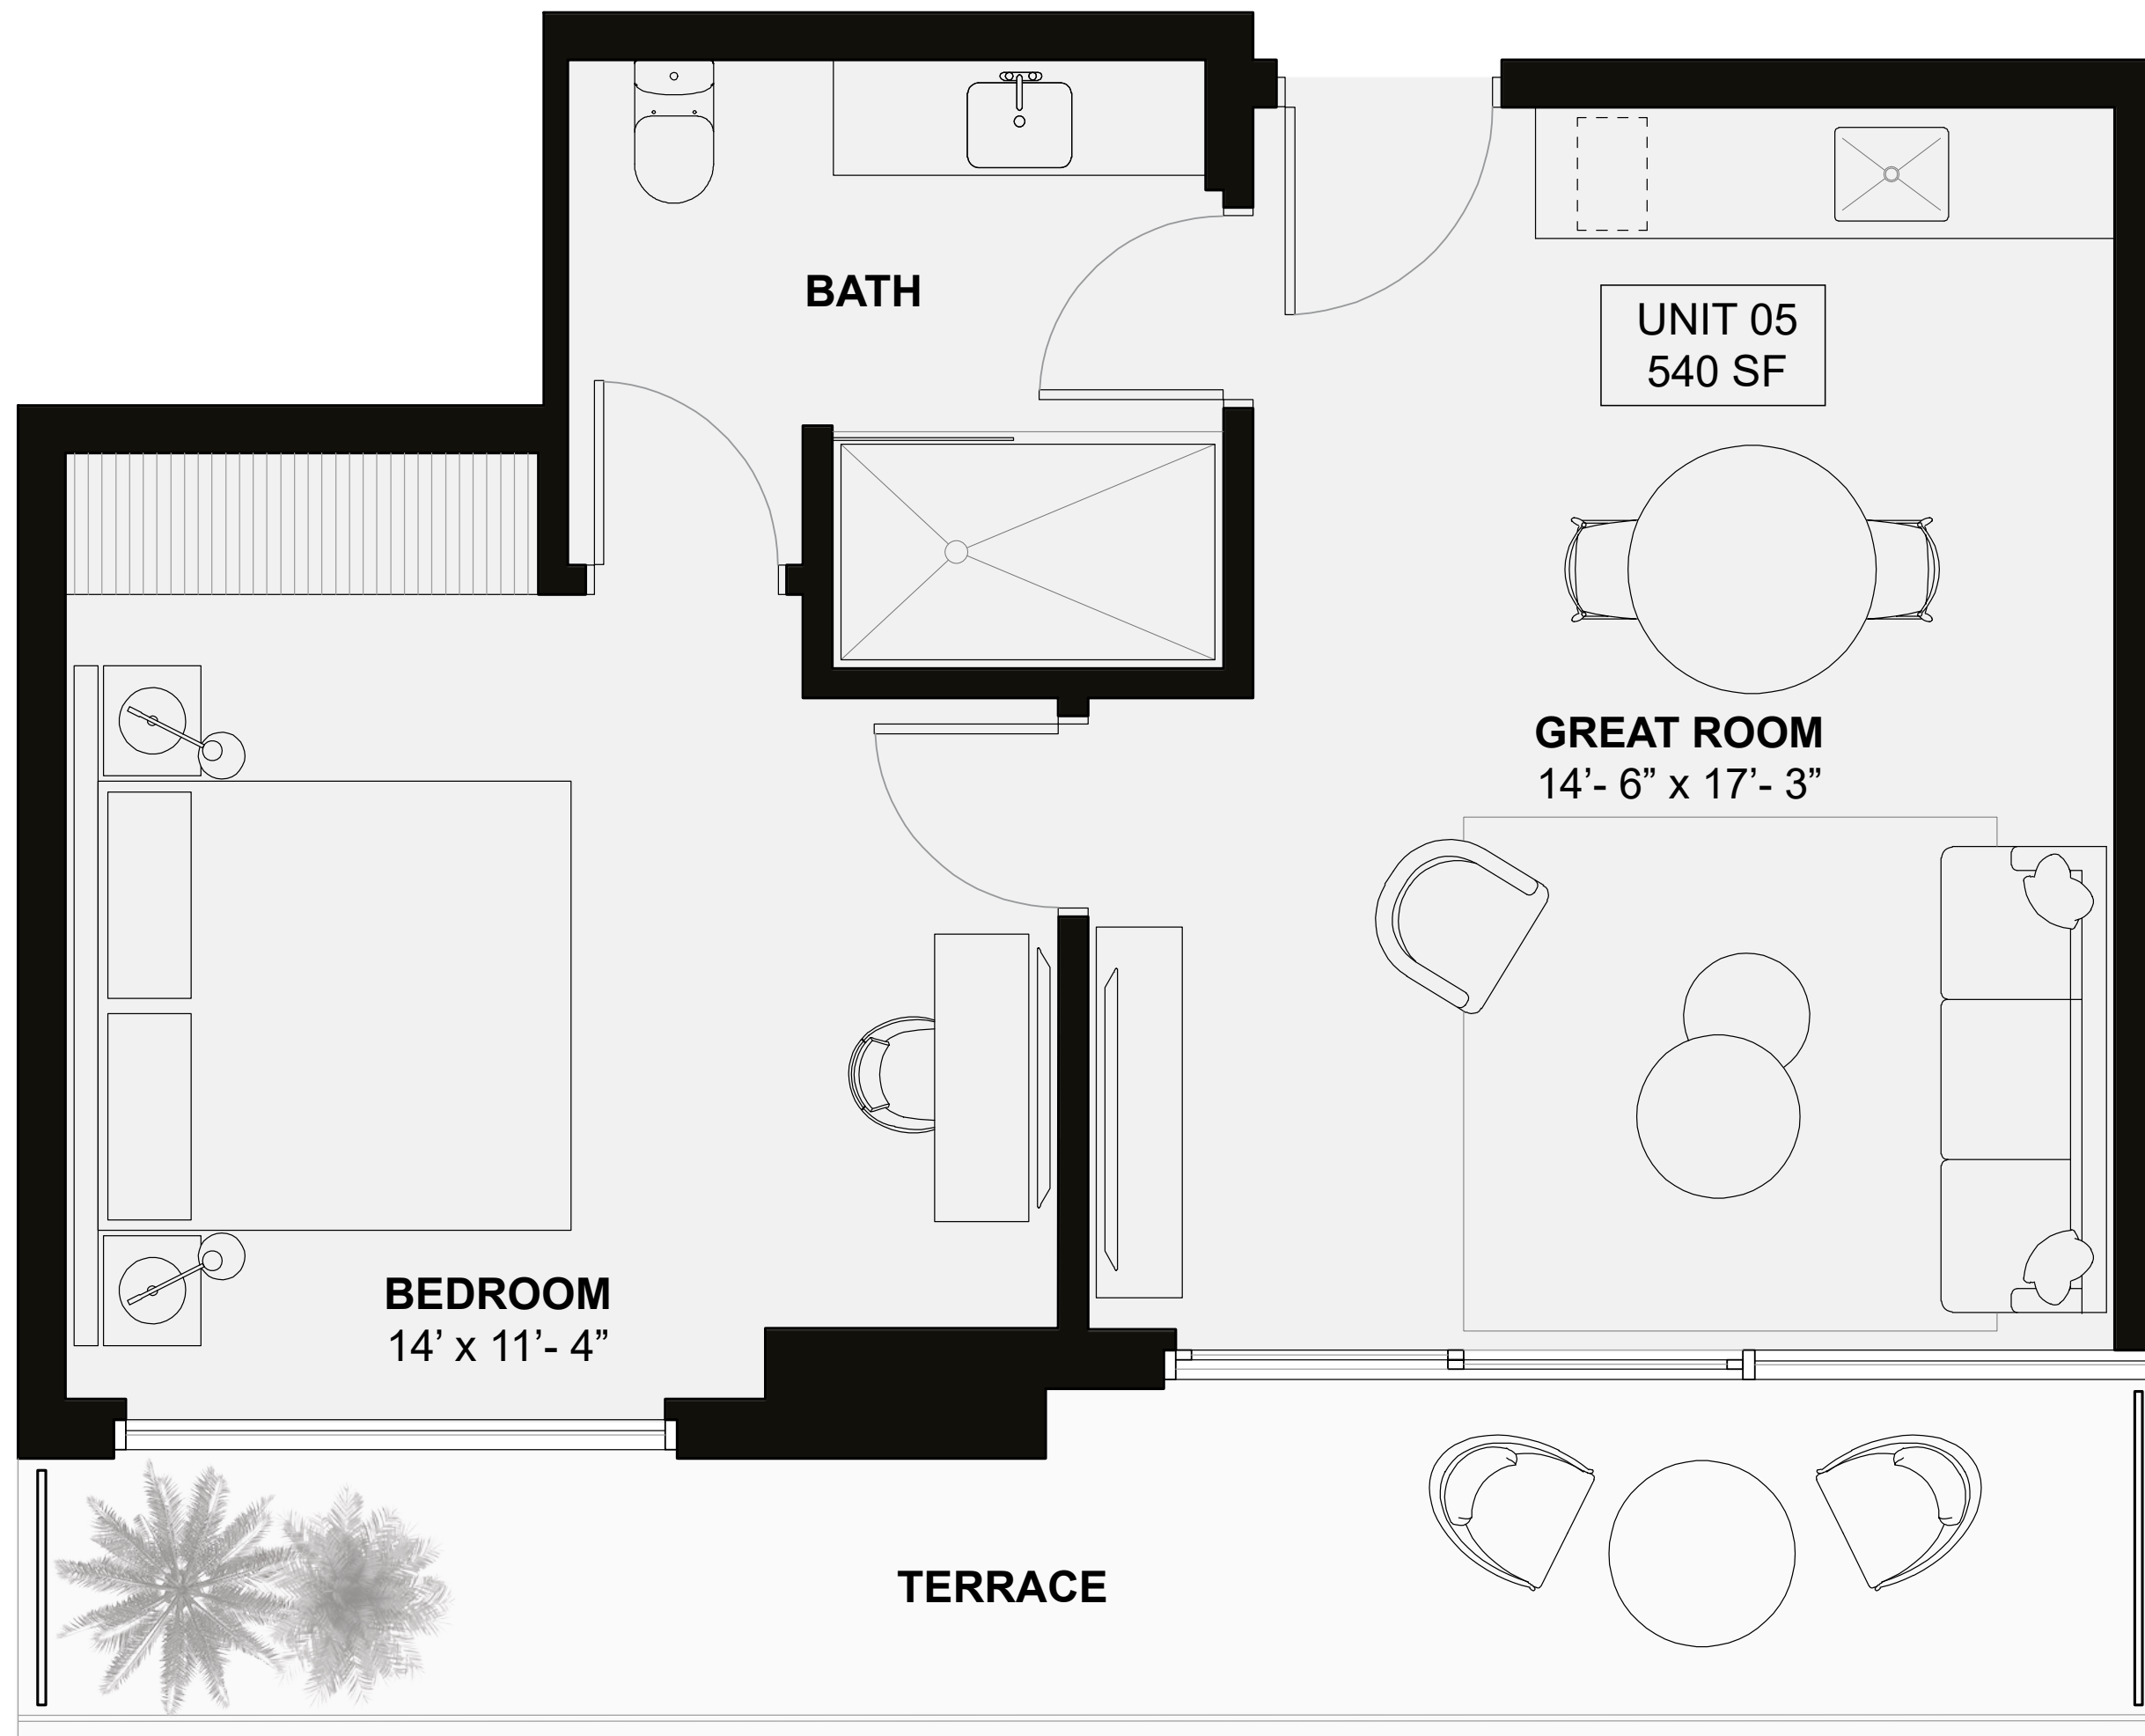 BATH
UNIT 05
540 SF
GREAT ROOM
14’- 6” x 17’- 3”
BEDROOM
14’ x 11’- 4”
TERRACE